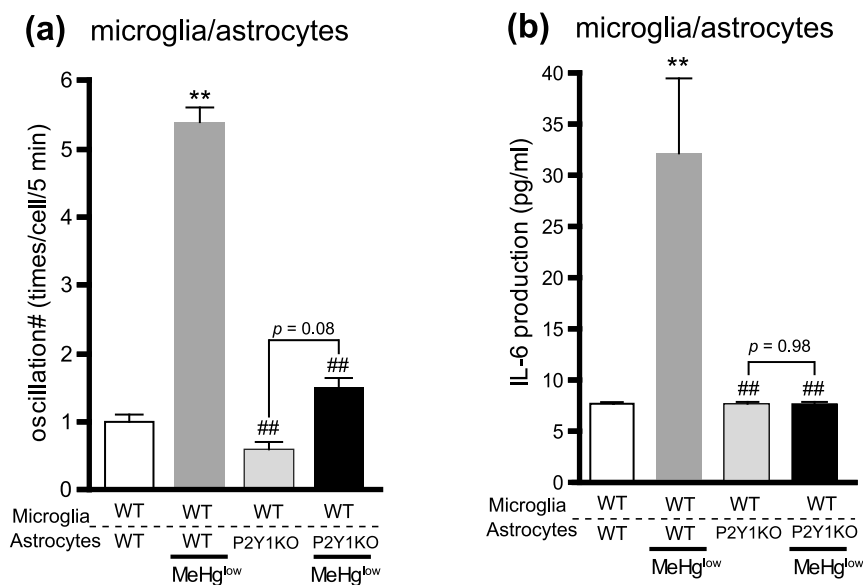 (a) microglia/astrocytes
oscillation# (times/cell/5 min)
6
5
4
3
2
1
0
**
##
p = 0.08
##
Microglia WT WT WT WT
Astrocytes WT WT P2Y1KO P2Y1KO
MeHglow MeHglow
(b) microglia/astrocytes
IL-6 production (pg/ml)
40
35
30
25
20
15
10
5
0
**
p = 0.98
## ##
WT WT WT WT
WT WT P2Y1KO P2Y1KO
MeHglow MeHglow